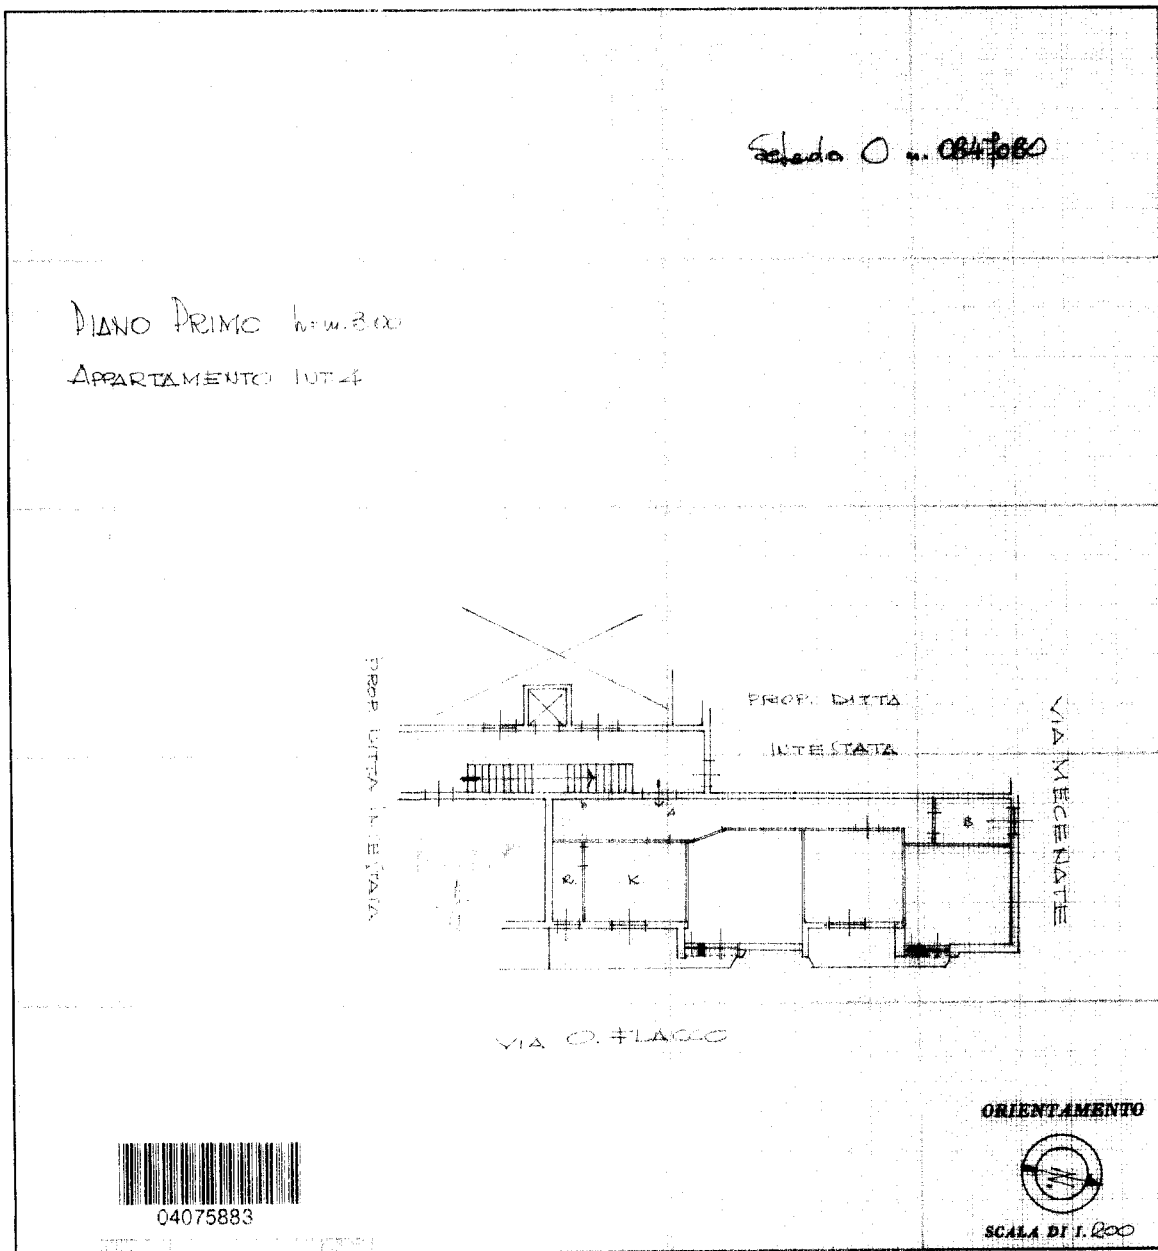 Scheda O n. 0847080
PIANO PRIMO h=m.3.00
APPARTAMENTO INT. 4
PROP. DITTA INTESTATA
PROP. DITTA
INTESTATA
VIA MECENATE
A
B
R.
K.
VIA O. FLACCO
ORIENTAMENTO
N
SCALA DI 1:200
04075883